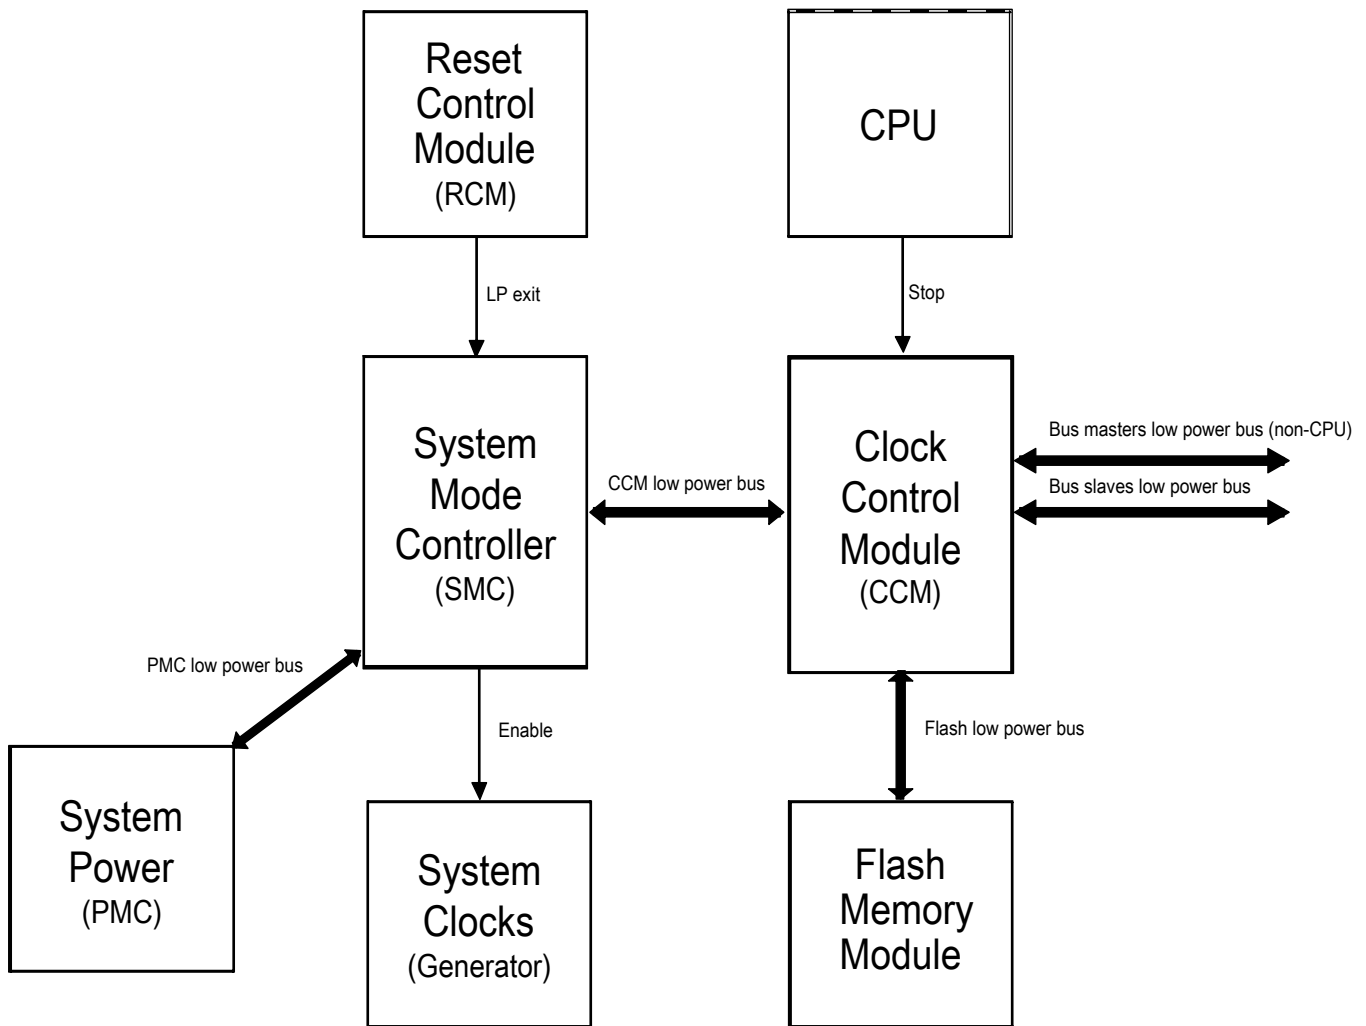 Reset
Control
Module
(RCM)
CPU
LP exit
Stop
System
Mode
Controller
(SMC)
CCM low power bus
Clock
Control
Module
(CCM)
Bus masters low power bus (non-CPU)
Bus slaves low power bus
PMC low power bus
Enable
Flash low power bus
System
Power
(PMC)
System
Clocks
(Generator)
Flash
Memory
Module